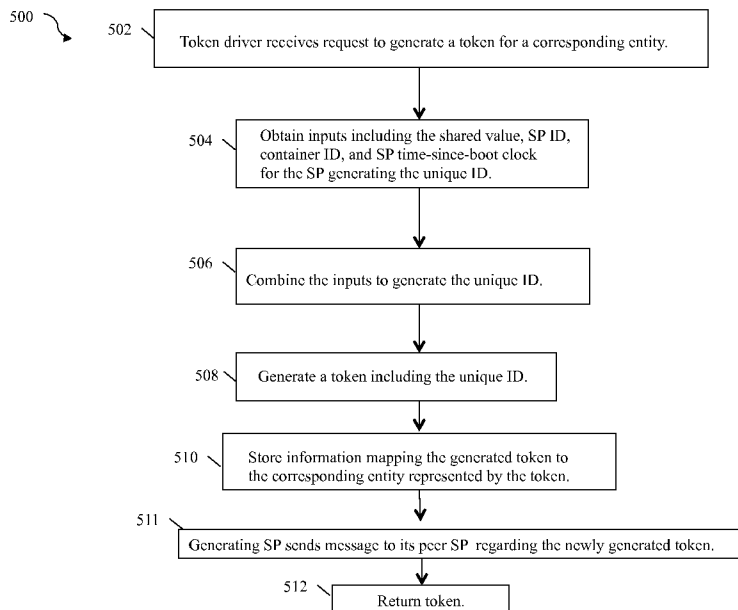 500
502
Token driver receives request to generate a token for a corresponding entity.
504
Obtain inputs including the shared value, SP ID,
container ID, and SP time-since-boot clock
for the SP generating the unique ID.
506
Combine the inputs to generate the unique ID.
508
Generate a token including the unique ID.
510
Store information mapping the generated token to
the corresponding entity represented by the token.
511
Generating SP sends message to its peer SP regarding the newly generated token.
512
Return token.